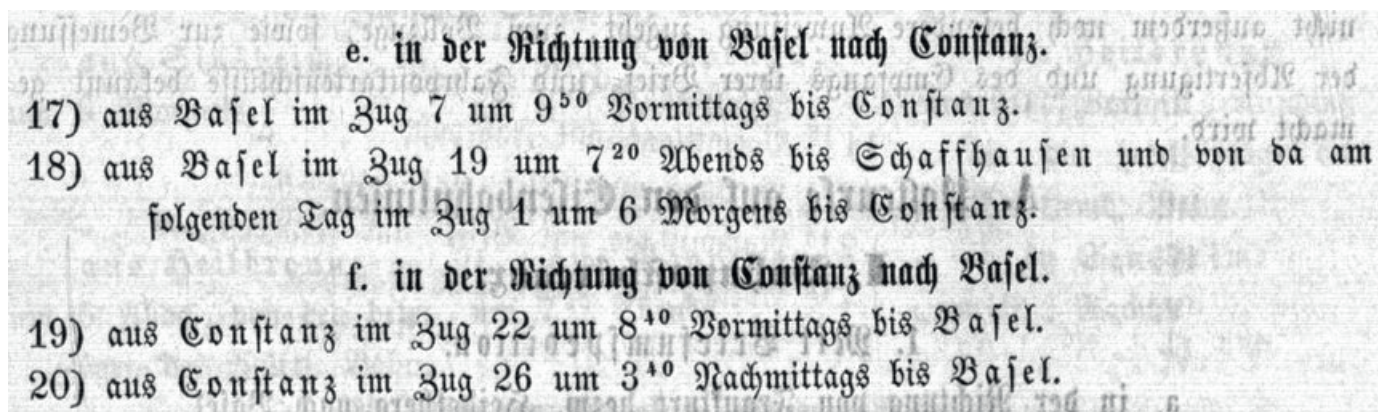 e. in der Richtung von Basel nach Constanz.
17) aus Basel im Zug 7 um 9⁵⁰ Vormittags bis Constanz.
18) aus Basel im Zug 19 um 7²⁰ Abends bis Schaffhausen und von da am
folgenden Tag im Zug 1 um 6 Morgens bis Constanz.
f. in der Richtung von Constanz nach Basel.
19) aus Constanz im Zug 22 um 8⁴⁰ Vormittags bis Basel.
20) aus Constanz im Zug 26 um 3⁴⁰ Nachmittags bis Basel.